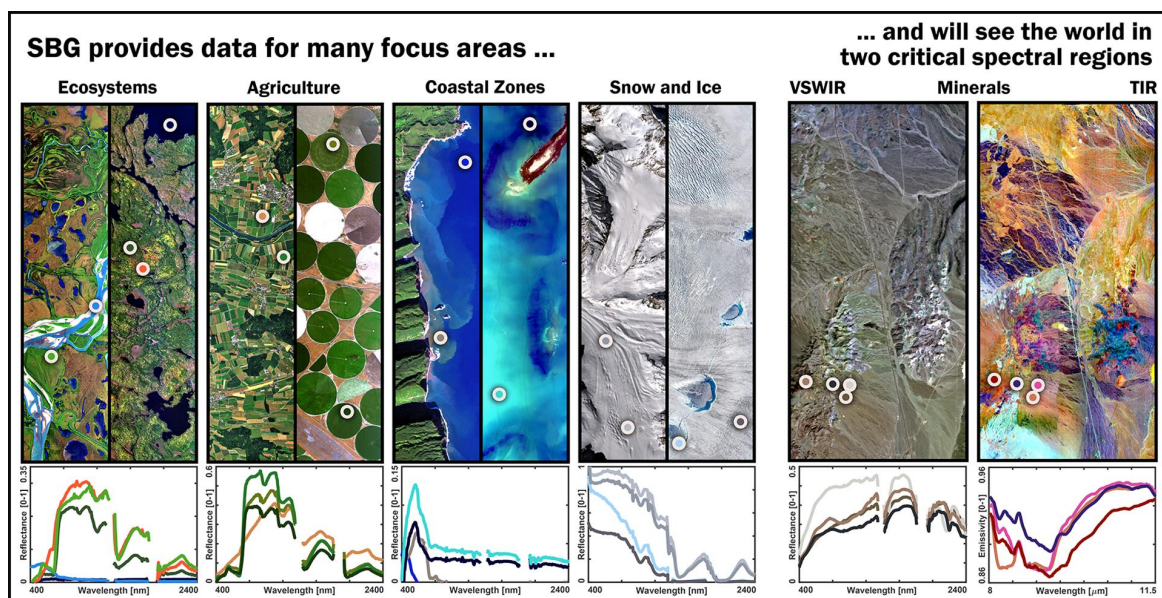 SBG provides data for many focus areas ...
... and will see the world in
two critical spectral regions
Ecosystems
Agriculture
Coastal Zones
Snow and Ice
VSWIR
Minerals
TIR
0.35
Reflectance [0-1]
0
400
Wavelength [nm]
2400
0.6
Reflectance [0-1]
0
400
Wavelength [nm]
2400
0.15
Reflectance [0-1]
0
400
Wavelength [nm]
2400
1
Reflectance [0-1]
0
400
Wavelength [nm]
2400
0.5
Reflectance [0-1]
0
400
Wavelength [nm]
2400
0.96
Emissivity [0-1]
0.86
8
Wavelength [μm]
11.5